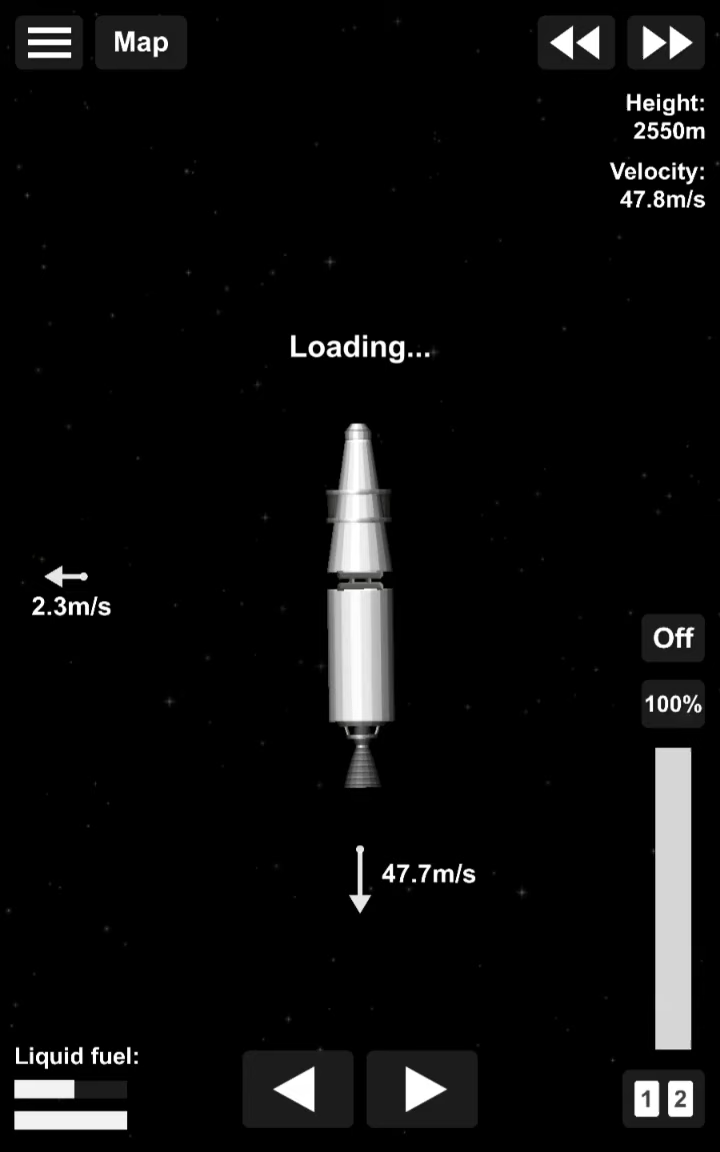 Map
Height:
2550m
Velocity:
47.8m/s
Loading...
2.3m/s
Off
100%
47.7m/s
Liquid fuel:
1 2